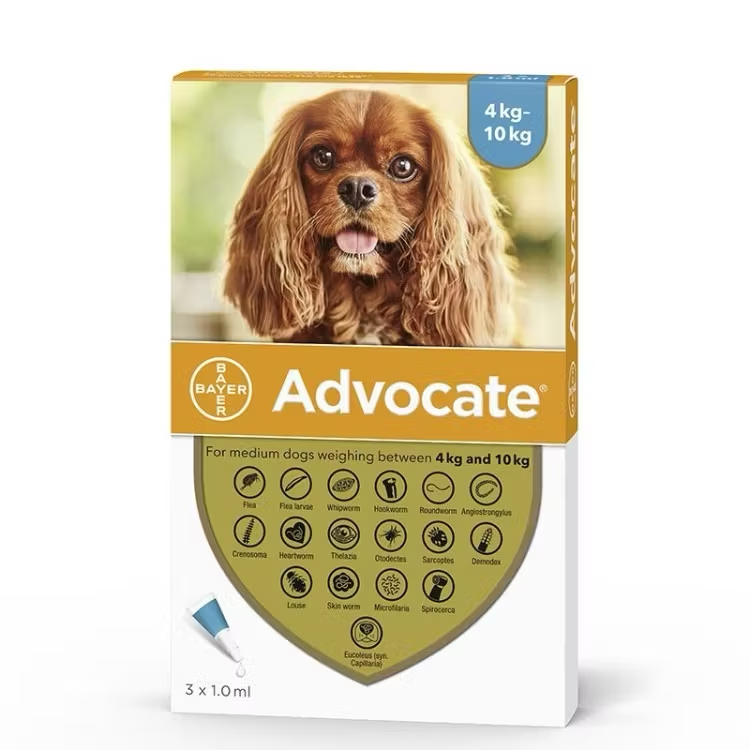 4 kg-
10 kg
Advocate
BAYER
BAYER
Advocate®
For medium dogs weighing between 4 kg and 10 kg
Flea Flea larvae Whipworm Hookworm Roundworm Angiostrongylus
Crenosoma Heartworm Thelazia Otodectes Sarcoptes Demodex
Louse Skin worm Microfilaria Spirocerca
Eucoleus (syn.
Capillaria)
3 x 1.0 ml